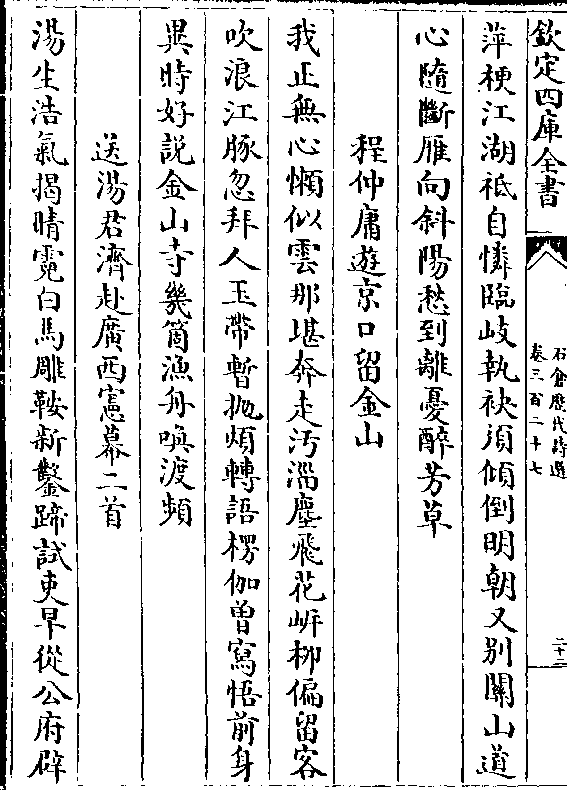 欽定四庫全書
石倉歷代詩選
卷三百二十七
二十二
萍梗江湖祇自憐臨岐執袂須傾倒明朝又别關山道
心隨斷雁向斜陽愁到離憂醉芳草
程仲庸遊京口留金山
我正無心懶似雲那堪奔走汚淄塵飛花㟁柳偏留客
吹浪江豚忽拜人玉帶暫抛煩轉語楞伽曽寫悟前身
異時好説金山寺幾箇漁舟喚渡頻
送湯君濟赴廣西憲幕二首
湯生浩氣揭晴霓白馬雕鞍新鑿蹄試吏早從公府辟